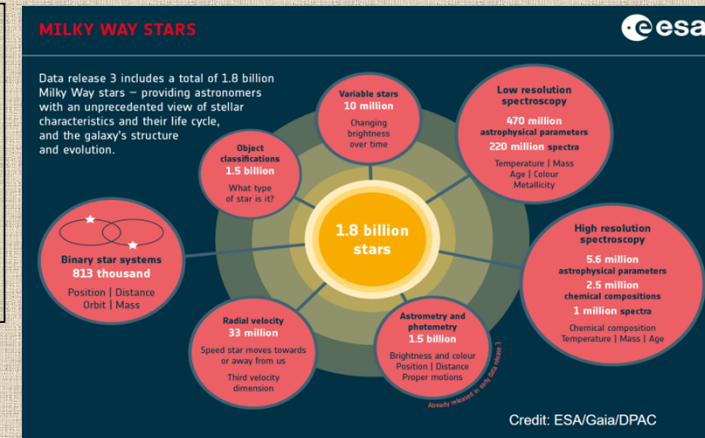 MILKY WAY STARS
esa
Data release 3 includes a total of 1.8 billion
Milky Way stars – providing astronomers
with an unprecedented view of stellar
characteristics and their life cycle,
and the galaxy's structure
and evolution.
Variable stars
10 million
Changing
brightness
over time
Low resolution
spectroscopy
470 million
astrophysical parameters
220 million spectra
Temperature | Mass
Age | Colour
Metallicity
Object
classifications
1.5 billion
What type
of star is it?
1.8 billion
stars
Binary star systems
813 thousand
Position | Distance
Orbit | Mass
High resolution
spectroscopy
5.6 million
astrophysical parameters
2.5 million
chemical compositions
1 million spectra
Chemical composition
Temperature | Mass | Age
Radial velocity
33 million
Speed star moves towards
or away from us
Third velocity
dimension
Astrometry and
photometry
1.5 billion
Brightness and colour
Position | Distance
Proper motions
Already released in early data release 3
Credit: ESA/Gaia/DPAC